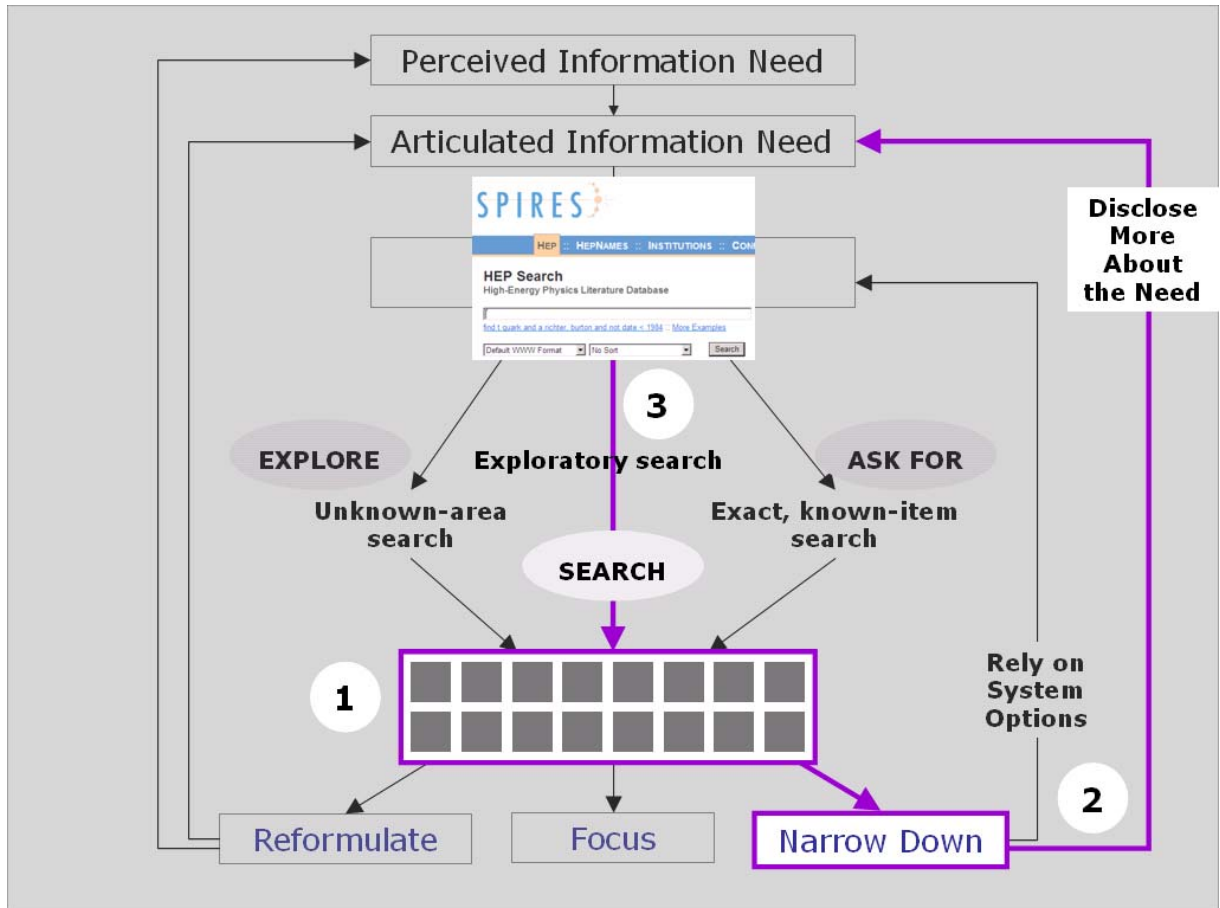 Perceived Information Need
Articulated Information Need
SPIRES
HEP :: HEPNAMES :: INSTITUTIONS :: CON
HEP Search
High-Energy Physics Literature Database
find t quark and a richter, burton and not date < 1984 :: More Examples
Default WWW Format
No Sort
Search
Disclose
More
About
the Need
3
EXPLORE
Exploratory search
ASK FOR
Unknown-area
search
Exact, known-item
search
SEARCH
1
Rely on
System
Options
2
Reformulate
Focus
Narrow Down